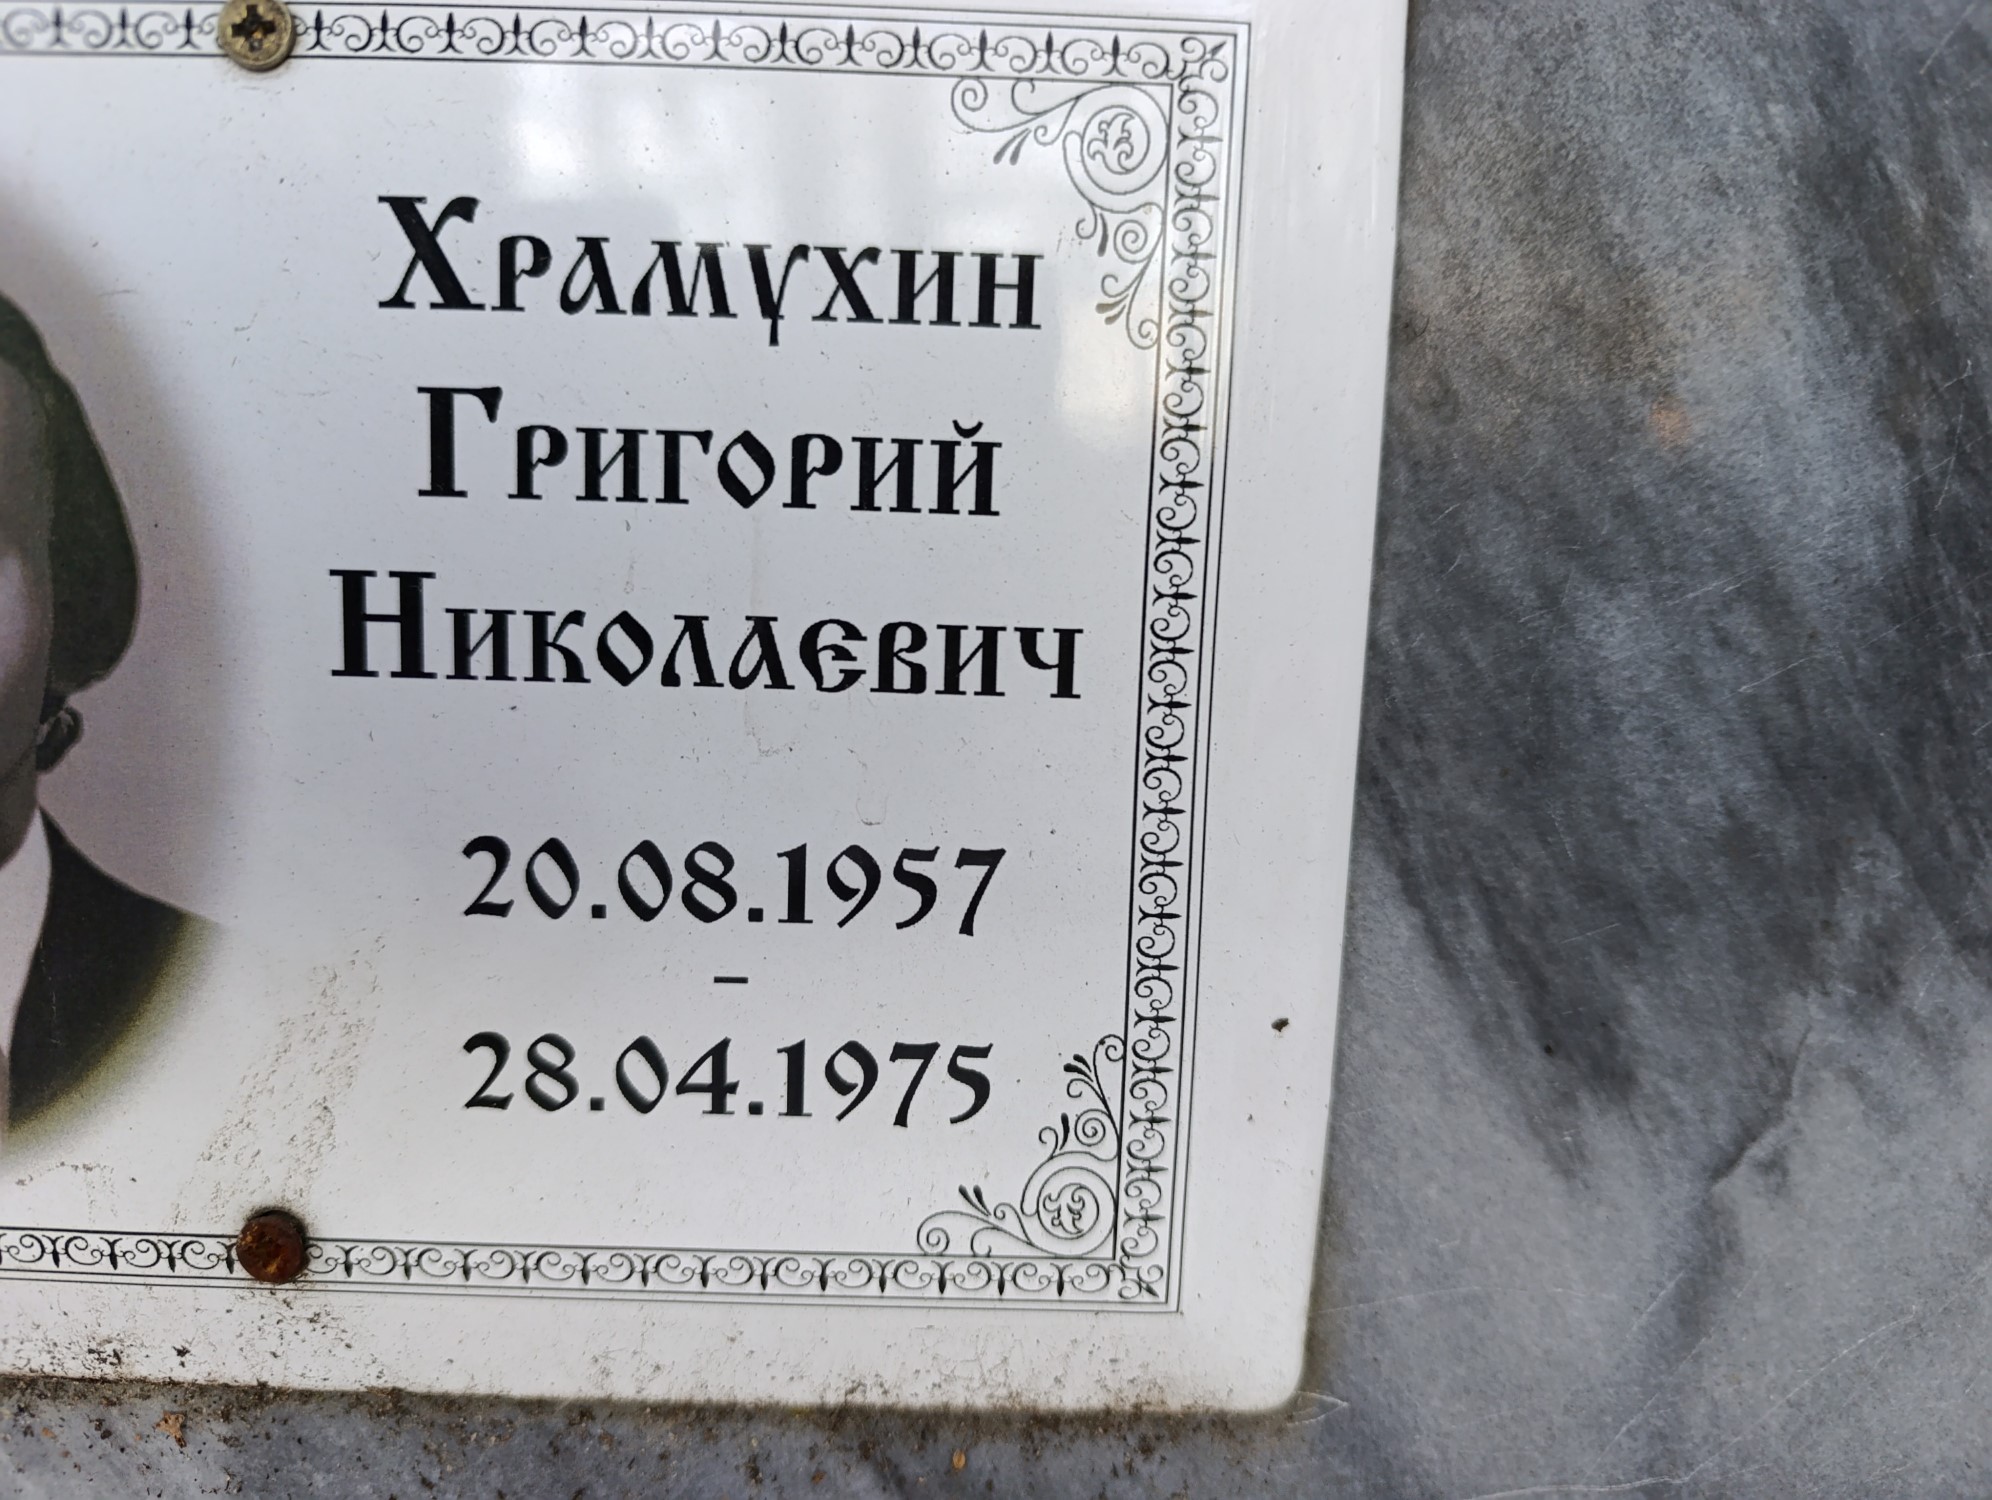 Храмухин
Григорий
Николаевич
20.08.1957
–
28.04.1975